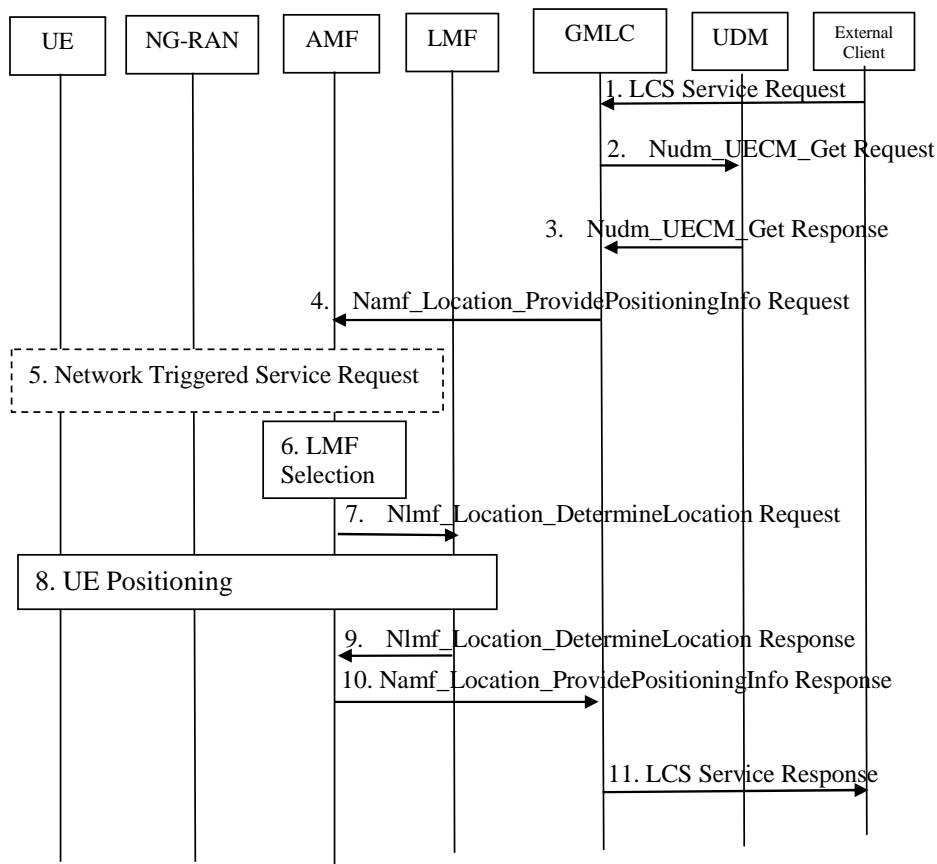 UE
NG-RAN
AMF
LMF
GMLC
UDM
External
Client
1. LCS Service Request
2. Nudm_UECM_Get Request
3. Nudm_UECM_Get Response
4. Namf_Location_ProvidePositioningInfo Request
5. Network Triggered Service Request
6. LMF
Selection
7. Nlmf_Location_DetermineLocation Request
8. UE Positioning
9. Nlmf_Location_DetermineLocation Response
10. Namf_Location_ProvidePositioningInfo Response
11. LCS Service Response